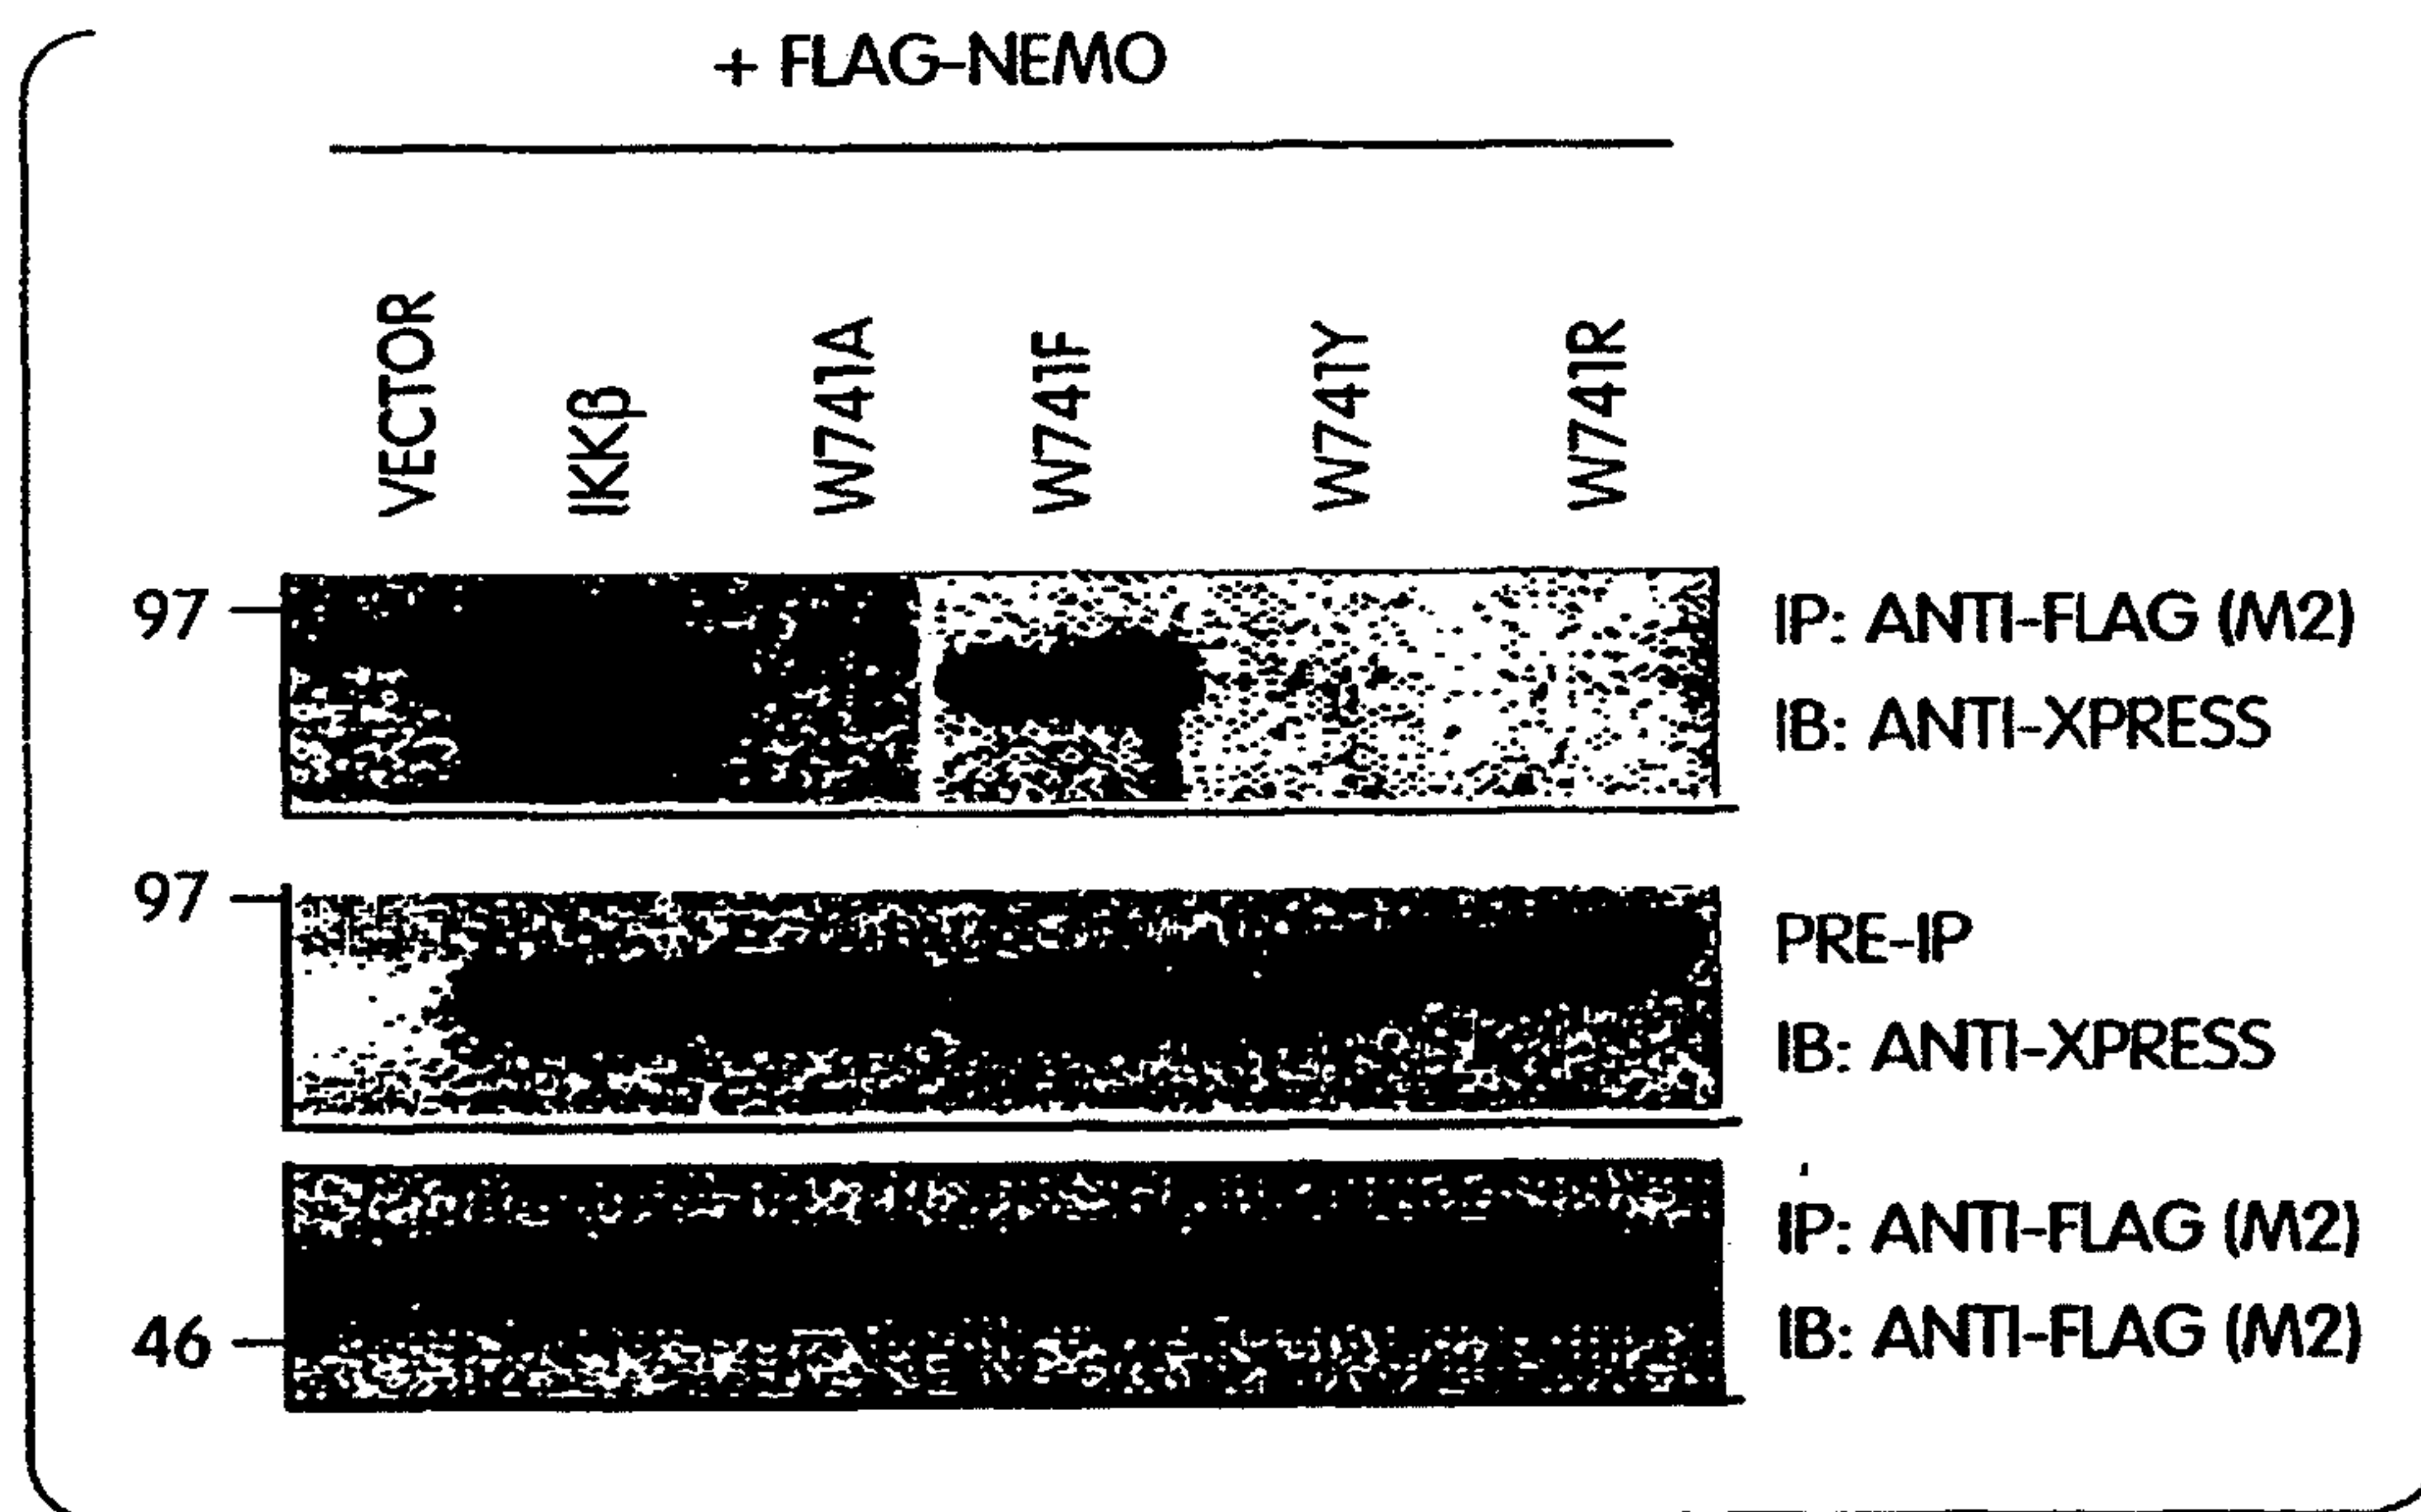 + FLAG-NEMO
VECTOR
IKKβ
W741A
W741F
W741Y
W741R
97
IP: ANTI-FLAG (M2)
IB: ANTI-XPRESS
97
PRE-IP
IB: ANTI-XPRESS
IP: ANTI-FLAG (M2)
46
IB: ANTI-FLAG (M2)